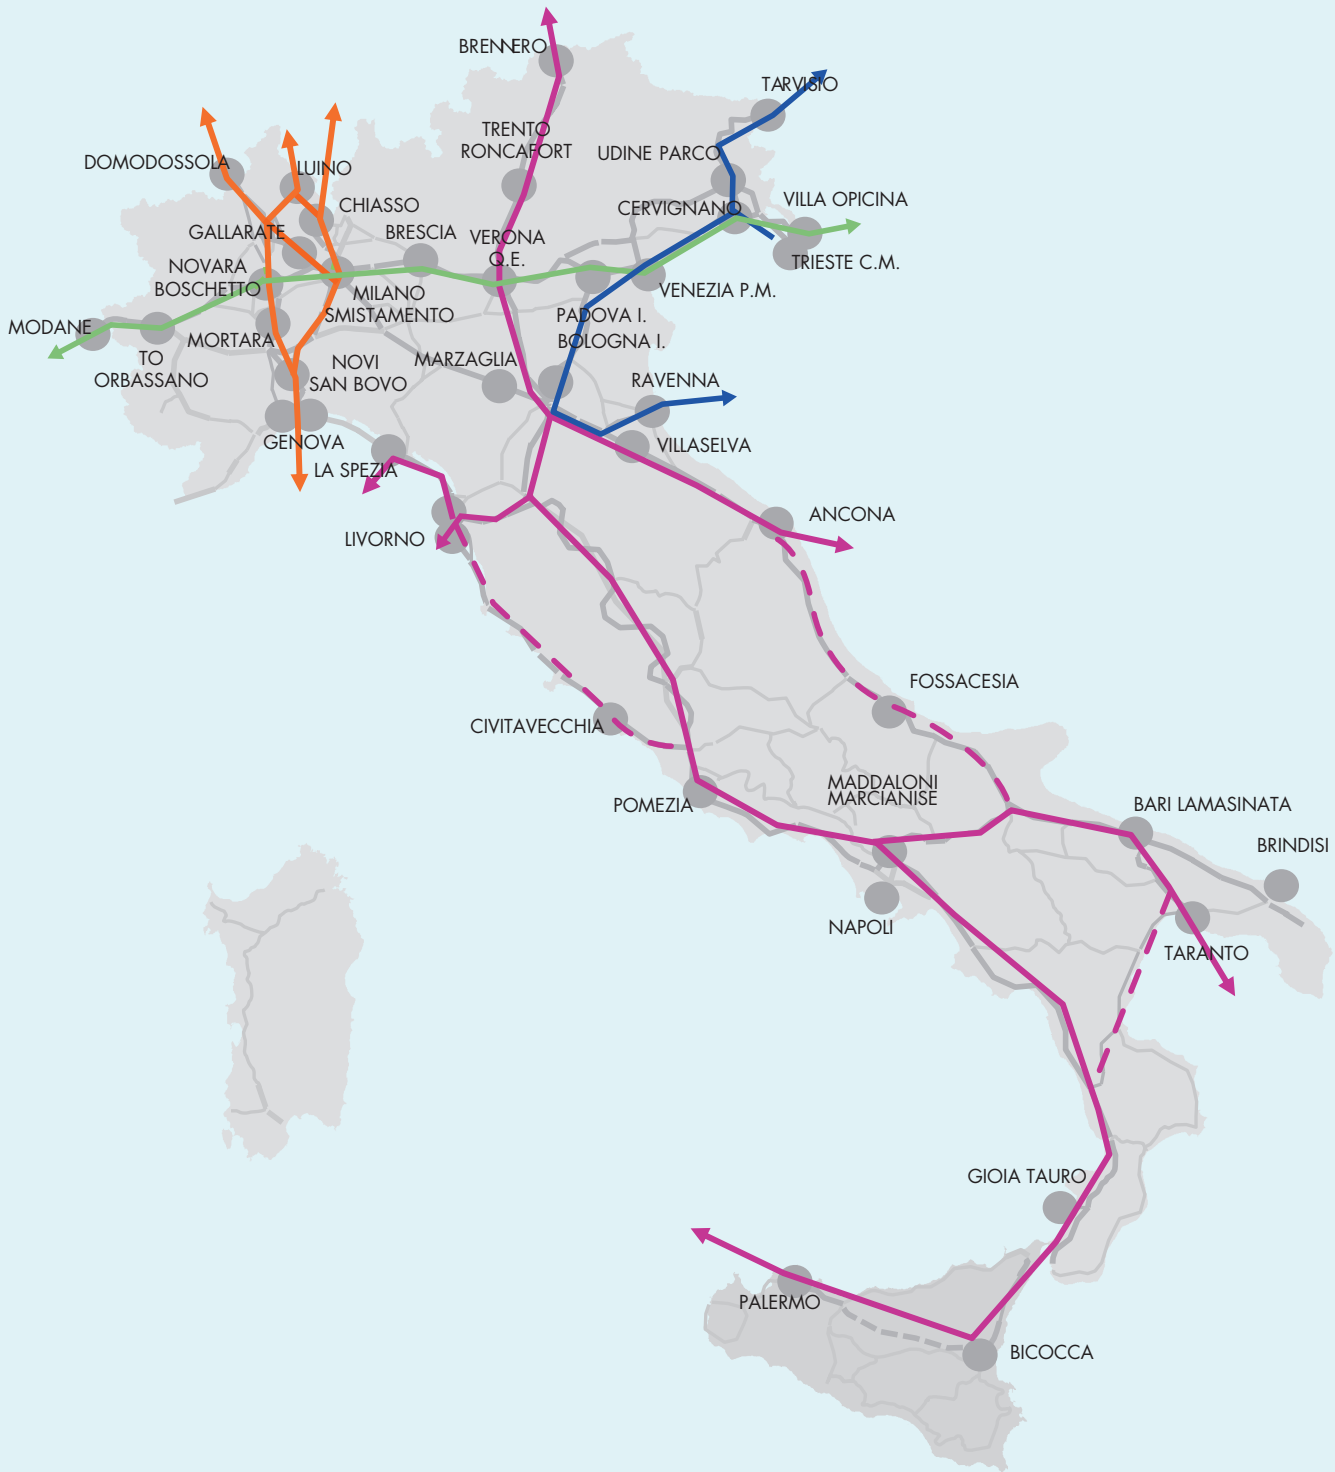 BRENNERO
TARVISIO
TRENTO
RONCAFORT
UDINE PARCO
DOMODOSSOLA
LUINO
CHIASSO
VILLA OPICINA
CERVIGNANO
GALLARATE
BRESCIA
VERONA
Q.E.
TRIESTE C.M.
NOVARA
BOSCHETTO
MILANO
SMISTAMENTO
VENEZIA P.M.
PADOVA I.
MODANE
MORTARA
BOLOGNA I.
TO
ORBASSANO
NOVI
SAN BOVO
MARZAGLIA
RAVENNA
GENOVA
VILLASELVA
LA SPEZIA
ANCONA
LIVORNO
FOSSACESIA
CIVITAVECCHIA
MADDALONI
MARCIANISE
POMEZIA
BARI LAMASINATA
BRINDISI
NAPOLI
TARANTO
GIOIA TAURO
PALERMO
BICOCCA